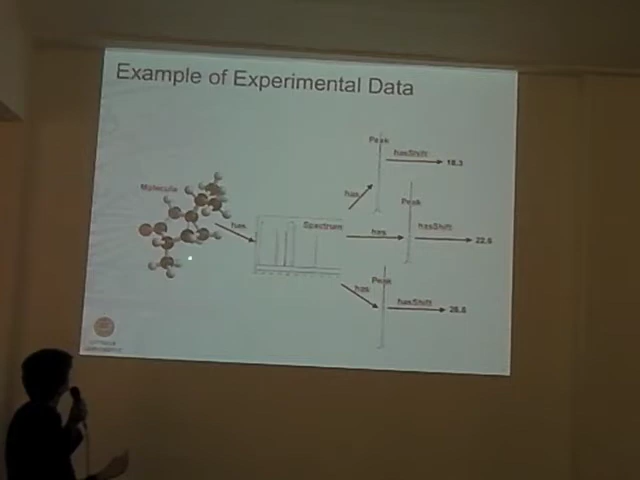 Example of Experimental Data
Molecule
has
Spectrum
has
Peak
hasShift
18.3
has
Peak
hasShift
22.6
has
Peak
hasShift
26.5